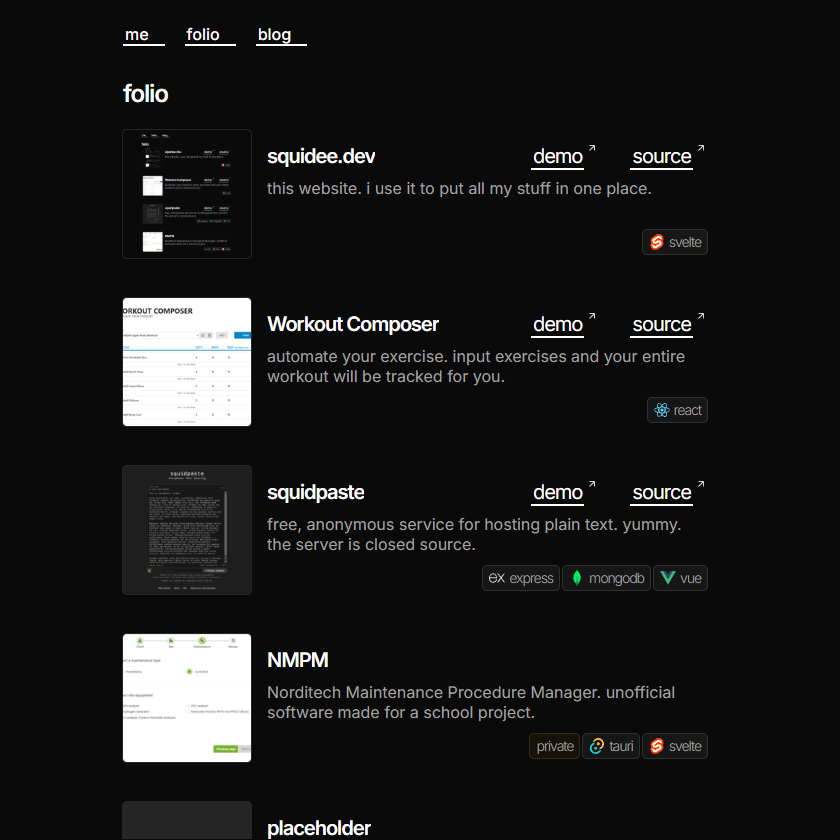 me folio blog
folio
squidee.dev demo source
this website. i use it to put all my stuff in one place.
svelte
ORKOUT COMPOSER
Workout Composer demo source
automate your exercise. input exercises and your entire
workout will be tracked for you.
react
squidpaste
squidpaste demo source
free, anonymous service for hosting plain text. yummy.
the server is closed source.
express mongodb vue
NMPM
Norditech Maintenance Procedure Manager. unofficial
software made for a school project.
private tauri svelte
placeholder